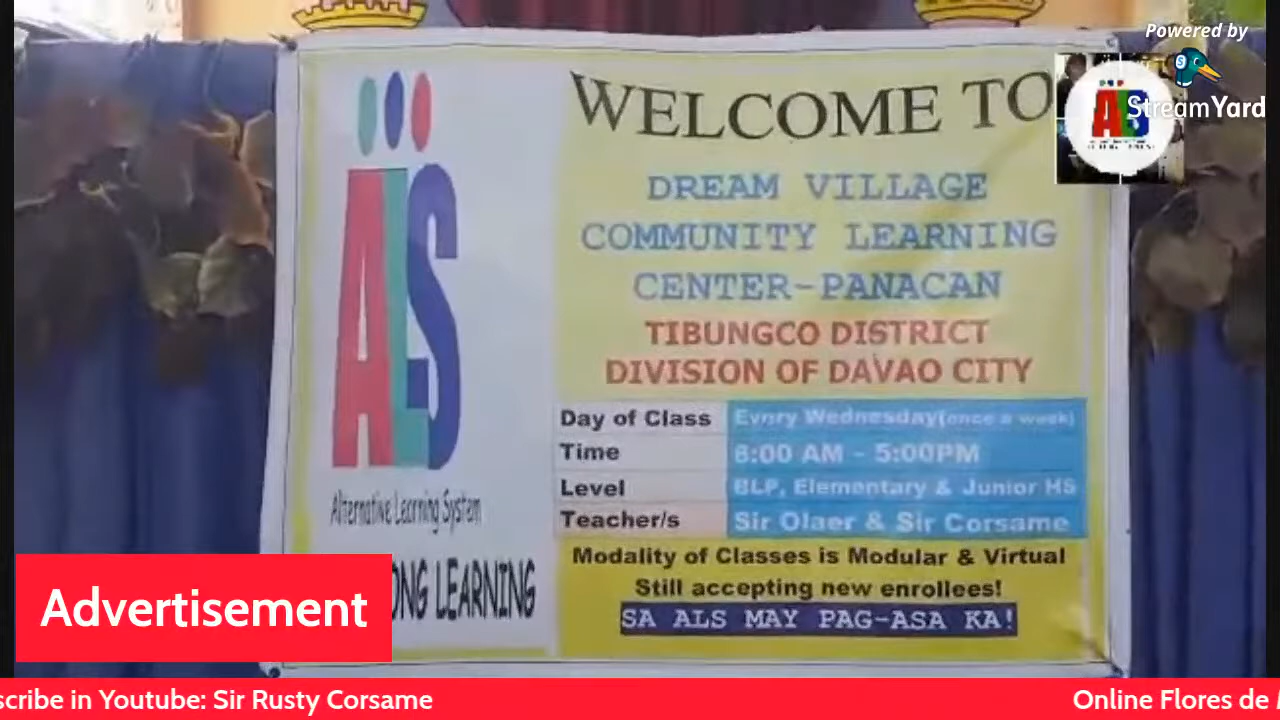 Powered by
StreamYard
ALS
WELCOME TO
DREAM VILLAGE
COMMUNITY LEARNING
CENTER-PANACAN
TIBUNGCO DISTRICT
DIVISION OF DAVAO CITY
ALS
Alternative Learning System
ONG LEARNING
Day of Class Every Wednesday(once a week)
Time 8:00 AM - 5:00PM
Level BLP, Elementary & Junior HS
Teacher/s Sir Olaer & Sir Corsame
Modality of Classes is Modular & Virtual
Still accepting new enrollees!
SA ALS MAY PAG-ASA KA!
Advertisement
scribe in Youtube: Sir Rusty Corsame
Online Flores de